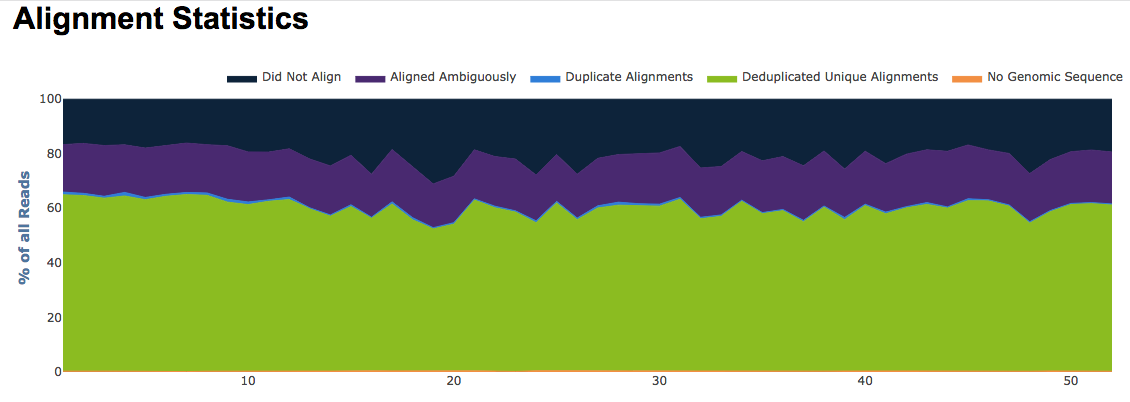 Alignment Statistics
Did Not Align Aligned Ambiguously Duplicate Alignments Deduplicated Unique Alignments No Genomic Sequence
100
80
60
40
20
0
% of all Reads
10 20 30 40 50